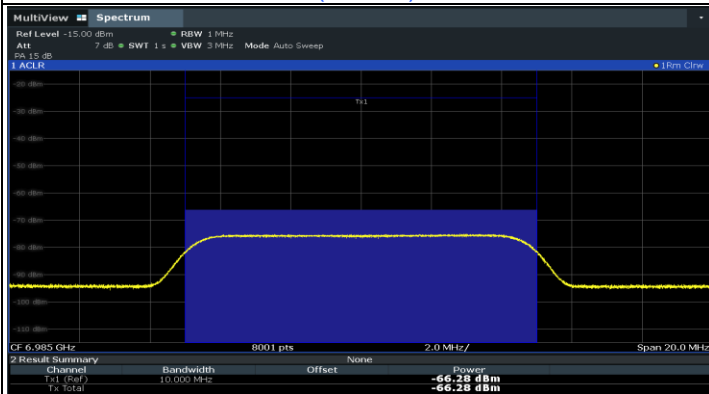 MultiView Spectrum
Ref Level -15.00 dBm RBW 1 MHz
Att 7 dB SWT 1 s VBW 3 MHz Mode Auto Sweep
PA 15 dB
1 ACLR 1Rm Clrw
-20 dBm
Tx1
-30 dBm
-40 dBm
-50 dBm
-60 dBm
-70 dBm
-80 dBm
-90 dBm
-100 dBm
-110 dBm
CF 6.985 GHz 8001 pts 2.0 MHz/ Span 20.0 MHz
2 Result Summary None
Channel Bandwidth Offset Power
Tx1 (Ref) 10.000 MHz -66.28 dBm
Tx Total -66.28 dBm